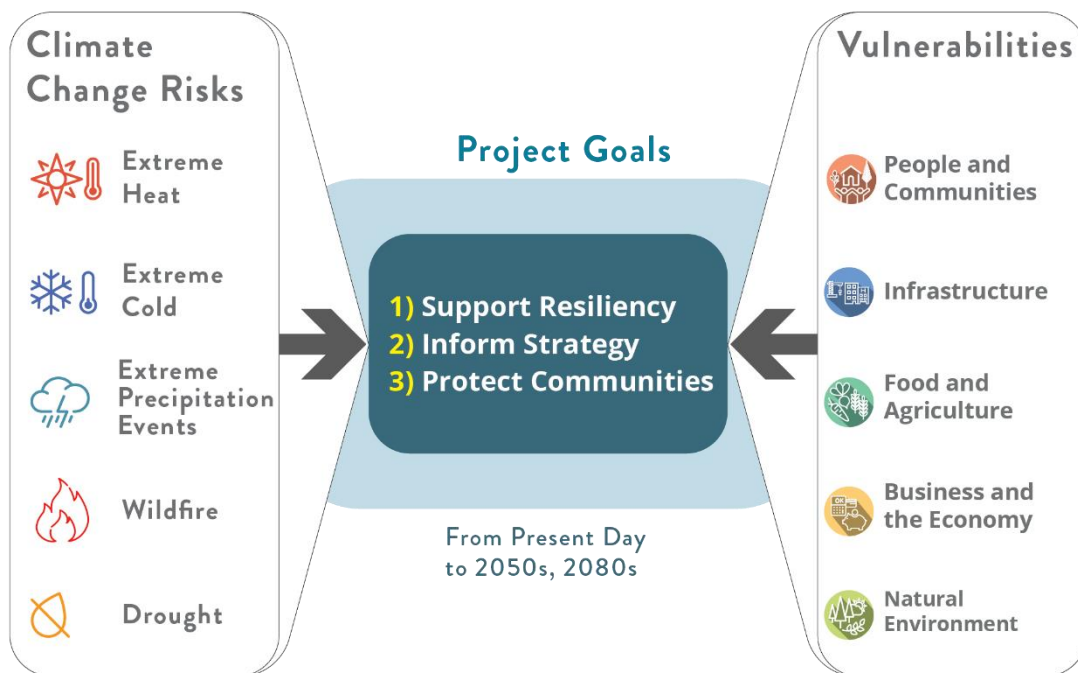 Climate
Change Risks
Extreme
Heat
Extreme
Cold
Extreme
Precipitation
Events
Wildfire
Drought
Project Goals
1) Support Resiliency
2) Inform Strategy
3) Protect Communities
From Present Day
to 2050s, 2080s
Vulnerabilities
People and
Communities
Infrastructure
Food and
Agriculture
Business and
the Economy
Natural
Environment